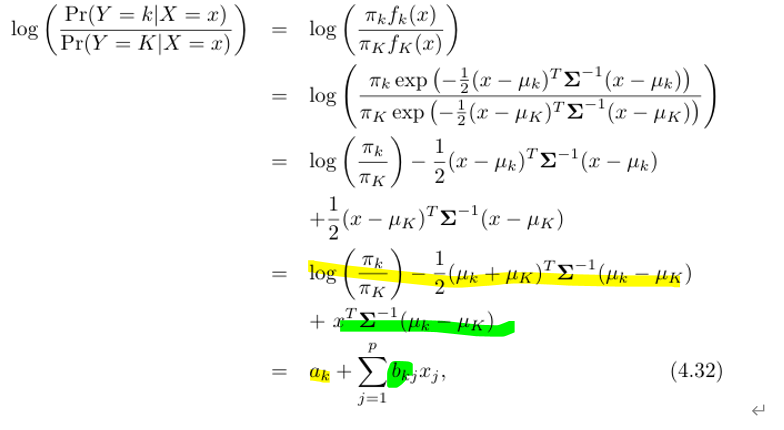 log ( Pr(Y = k|X = x) / Pr(Y = K|X = x) ) = log ( π_k f_k(x) / π_K f_K(x) )
= log ( π_k exp ( −½(x − μ_k)^T Σ^{−1}(x − μ_k) ) / π_K exp ( −½(x − μ_K)^T Σ^{−1}(x − μ_K) ) )
= log ( π_k / π_K ) − ½(x − μ_k)^T Σ^{−1}(x − μ_k)
+ ½(x − μ_K)^T Σ^{−1}(x − μ_K)
= log ( π_k / π_K ) − ½(μ_k + μ_K)^T Σ^{−1}(μ_k − μ_K)
+ x^T Σ^{−1}(μ_k − μ_K)
= a_k + ∑_{j=1}^{p} b_{kj} x_j, (4.32)
↵